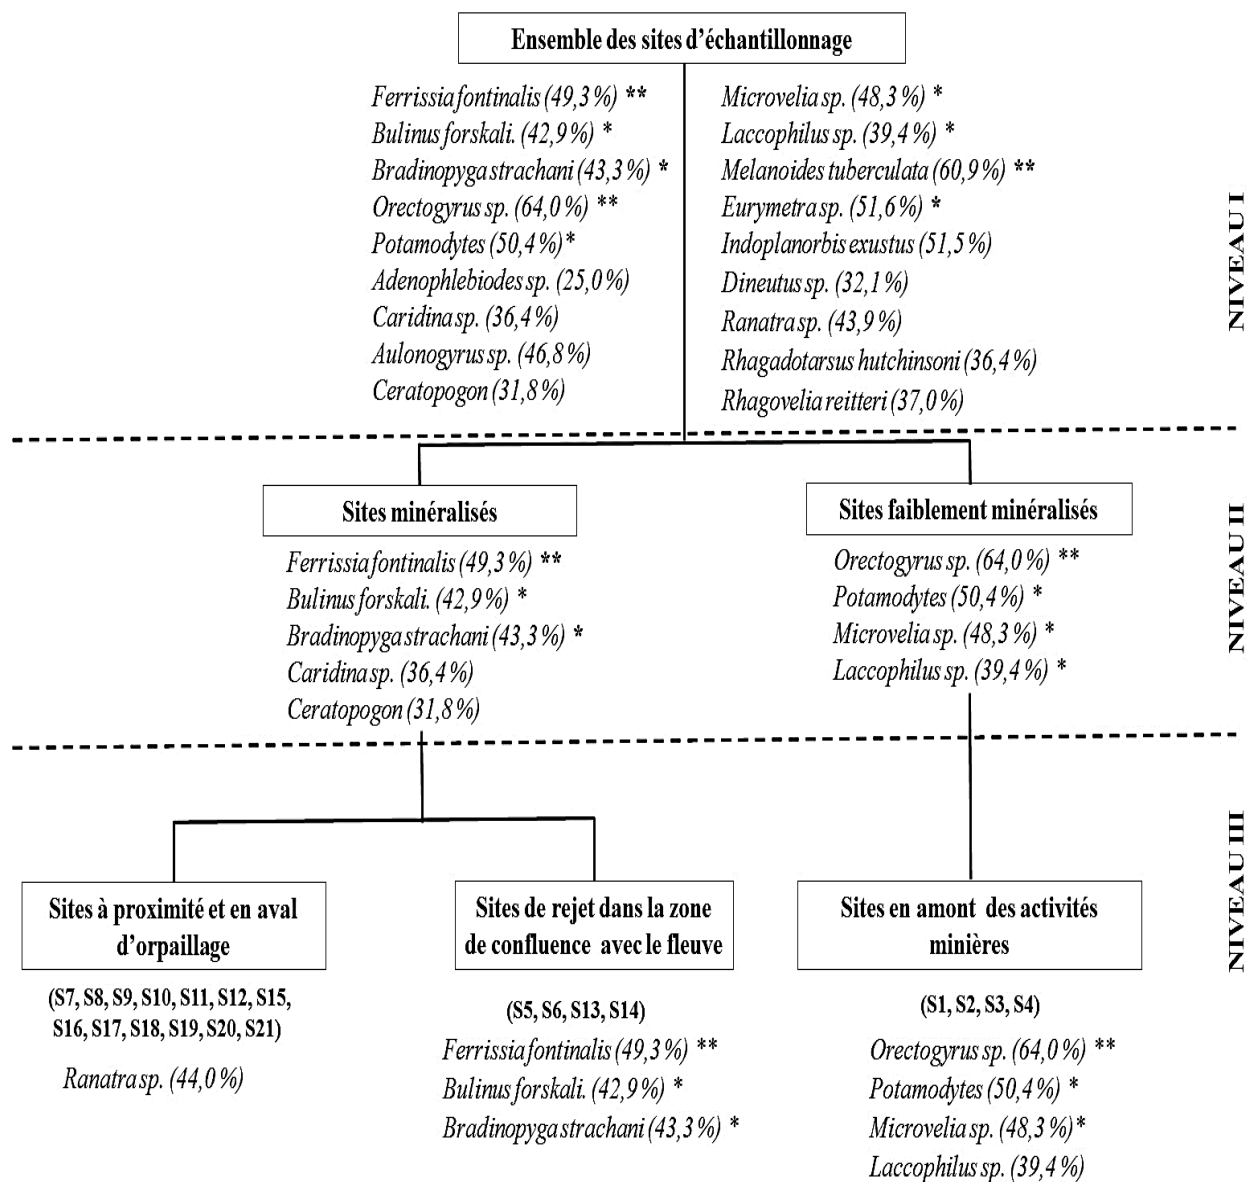 Ensemble des sites d'échantillonnage
Ferrissia fontinalis (49,3%) **
Bulinus forskali. (42,9%) *
Bradinopyga strachani (43,3%) *
Orectogyrus sp. (64,0%) **
Potamodytes (50,4%) *
Adenophlebiodes sp. (25,0%)
Caridina sp. (36,4%)
Aulonogyrus sp. (46,8%)
Ceratopogon (31,8%)
Microvelia sp. (48,3%) *
Laccophilus sp. (39,4%) *
Melanoides tuberculata (60,9%) **
Eurymetra sp. (51,6%) *
Indoplanorbis exustus (51,5%)
Dineutus sp. (32,1%)
Ranatra sp. (43,9%)
Rhagadotarsus hutchinsoni (36,4%)
Rhagovelia reitteri (37,0%)
NIVEAU I
Sites minéralisés
Ferrissia fontinalis (49,3%) **
Bulinus forskali. (42,9%) *
Bradinopyga strachani (43,3%) *
Caridina sp. (36,4%)
Ceratopogon (31,8%)
Sites faiblement minéralisés
Orectogyrus sp. (64,0%) **
Potamodytes (50,4%) *
Microvelia sp. (48,3%) *
Laccophilus sp. (39,4%) *
NIVEAU II
Sites à proximité et en aval
d'orpaillage
(S7, S8, S9, S10, S11, S12, S15,
S16, S17, S18, S19, S20, S21)
Ranatra sp. (44,0%)
Sites de rejet dans la zone
de confluence avec le fleuve
(S5, S6, S13, S14)
Ferrissia fontinalis (49,3%) **
Bulinus forskali. (42,9%) *
Bradinopyga strachani (43,3%) *
Sites en amont des activités
minières
(S1, S2, S3, S4)
Orectogyrus sp. (64,0%) **
Potamodytes (50,4%) *
Microvelia sp. (48,3%) *
Laccophilus sp. (39,4%)
NIVEAU III